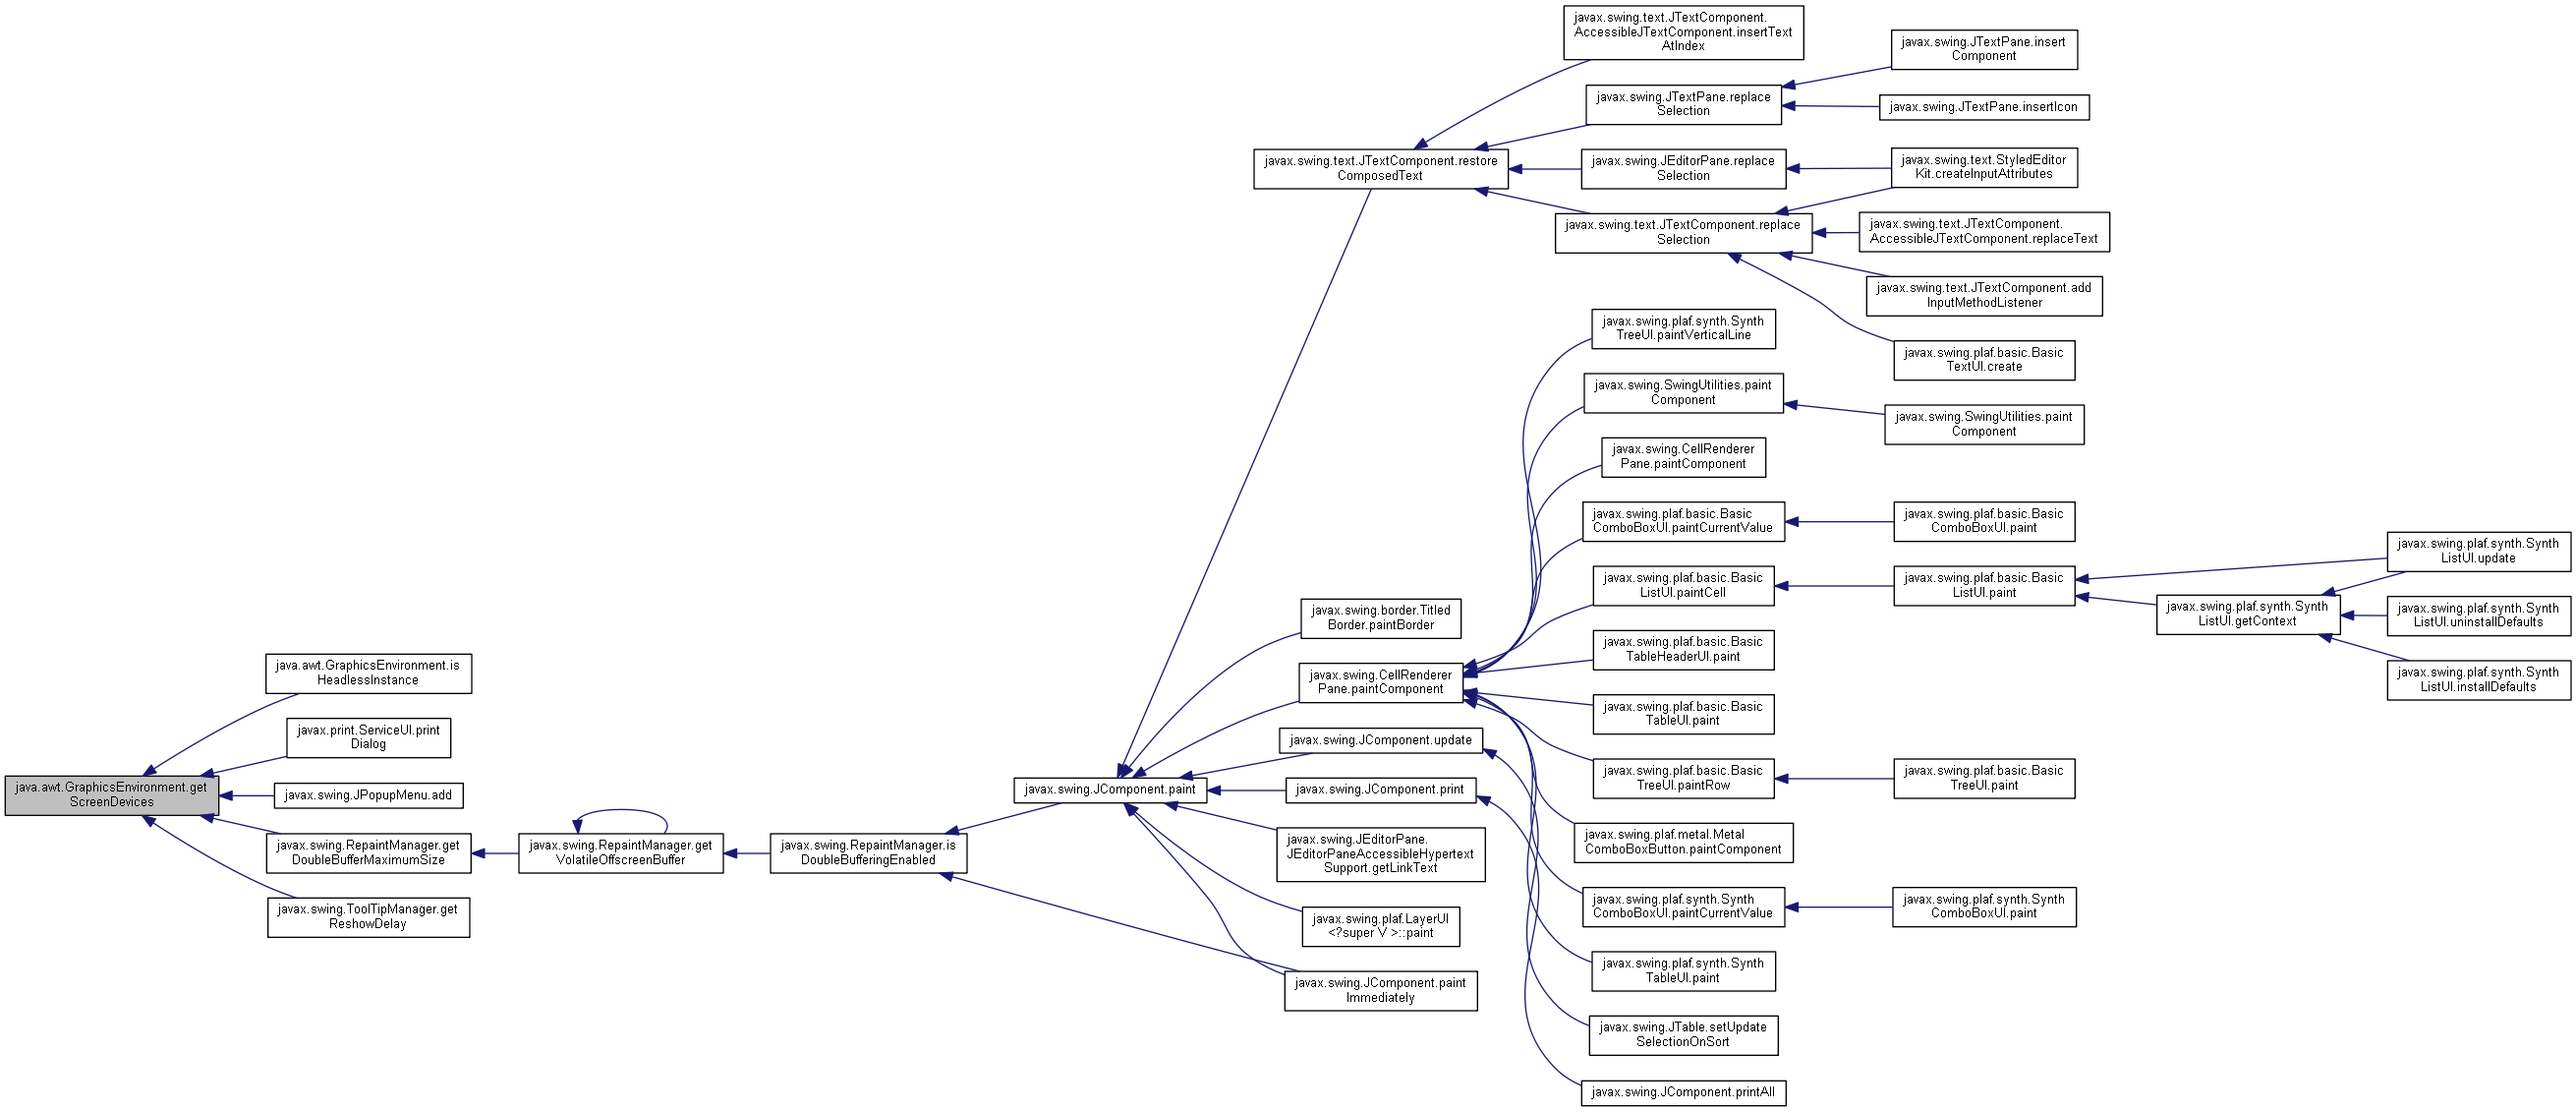 java.awt.GraphicsEnvironment.get
ScreenDevices
java.awt.GraphicsEnvironment.is
HeadlessInstance
javax.print.ServiceUI.print
Dialog
javax.swing.JPopupMenu.add
javax.swing.RepaintManager.get
DoubleBufferMaximumSize
javax.swing.ToolTipManager.get
ReshowDelay
javax.swing.RepaintManager.get
VolatileOffscreenBuffer
javax.swing.RepaintManager.is
DoubleBufferingEnabled
javax.swing.JComponent.paint
javax.swing.text.JTextComponent.restore
ComposedText
javax.swing.border.Titled
Border.paintBorder
javax.swing.CellRenderer
Pane.paintComponent
javax.swing.JComponent.update
javax.swing.JComponent.print
javax.swing.JEditorPane.
JEditorPaneAccessibleHypertext
Support.getLinkText
javax.swing.plaf.LayerUI
<?super V >::paint
javax.swing.JComponent.paint
Immediately
javax.swing.text.JTextComponent.
AccessibleJTextComponent.insertText
AtIndex
javax.swing.JTextPane.replace
Selection
javax.swing.JEditorPane.replace
Selection
javax.swing.text.JTextComponent.replace
Selection
javax.swing.plaf.synth.Synth
TreeUI.paintVerticalLine
javax.swing.SwingUtilities.paint
Component
javax.swing.CellRenderer
Pane.paintComponent
javax.swing.plaf.basic.Basic
ComboBoxUI.paintCurrentValue
javax.swing.plaf.basic.Basic
ListUI.paintCell
javax.swing.plaf.basic.Basic
TableHeaderUI.paint
javax.swing.plaf.basic.Basic
TableUI.paint
javax.swing.plaf.basic.Basic
TreeUI.paintRow
javax.swing.plaf.metal.Metal
ComboBoxButton.paintComponent
javax.swing.plaf.synth.Synth
ComboBoxUI.paintCurrentValue
javax.swing.plaf.synth.Synth
TableUI.paint
javax.swing.JTable.setUpdate
SelectionOnSort
javax.swing.JComponent.printAll
javax.swing.JTextPane.insert
Component
javax.swing.JTextPane.insertIcon
javax.swing.text.StyledEditor
Kit.createInputAttributes
javax.swing.text.JTextComponent.
AccessibleJTextComponent.replaceText
javax.swing.text.JTextComponent.add
InputMethodListener
javax.swing.plaf.basic.Basic
TextUI.create
javax.swing.SwingUtilities.paint
Component
javax.swing.plaf.basic.Basic
ComboBoxUI.paint
javax.swing.plaf.basic.Basic
ListUI.paint
javax.swing.plaf.basic.Basic
TreeUI.paint
javax.swing.plaf.synth.Synth
ComboBoxUI.paint
javax.swing.plaf.synth.Synth
ListUI.getContext
javax.swing.plaf.synth.Synth
ListUI.update
javax.swing.plaf.synth.Synth
ListUI.uninstallDefaults
javax.swing.plaf.synth.Synth
ListUI.installDefaults